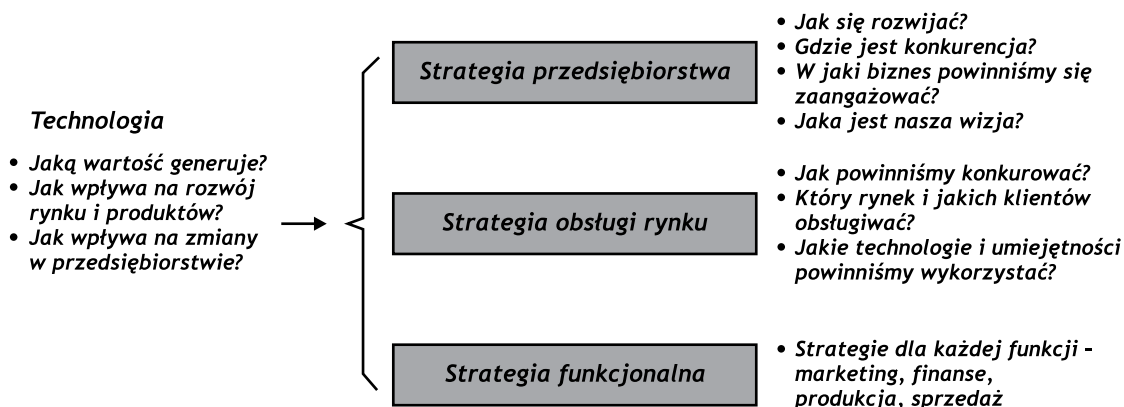 Technologia
• Jaką wartość generuje?
• Jak wpływa na rozwój
rynku i produktów?
• Jak wpływa na zmiany
w przedsiębiorstwie?
Strategia przedsiębiorstwa
• Jak się rozwijać?
• Gdzie jest konkurencja?
• W jaki biznes powinniśmy się
zaangażować?
• Jaka jest nasza wizja?
Strategia obsługi rynku
• Jak powinniśmy konkurować?
• Który rynek i jakich klientów
obsługiwać?
• Jakie technologie i umiejętności
powinniśmy wykorzystać?
Strategia funkcjonalna
• Strategie dla każdej funkcji –
marketing, finanse,
produkcja, sprzedaż